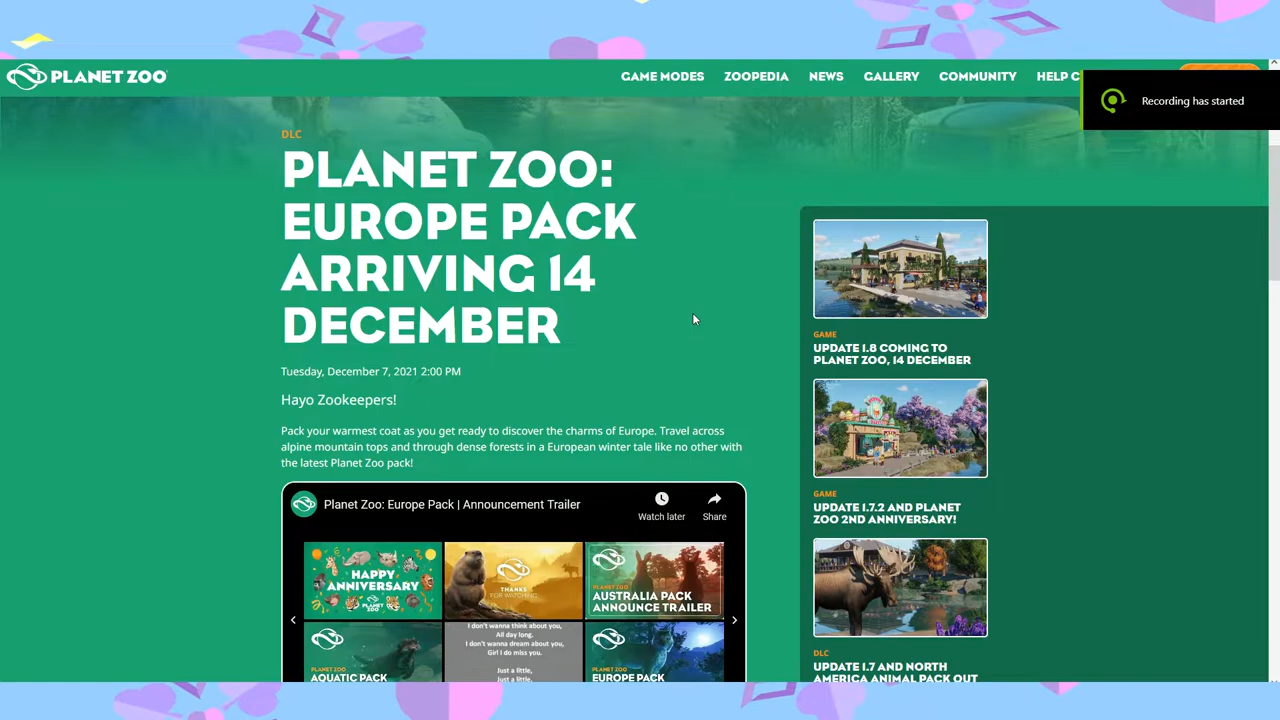 PLANET ZOO
GAME MODES
ZOOPEDIA
NEWS
GALLERY
COMMUNITY
HELP C
Recording has started
DLC
PLANET ZOO:
EUROPE PACK
ARRIVING 14
DECEMBER
Tuesday, December 7, 2021 2:00 PM
Hayo Zookeepers!
Pack your warmest coat as you get ready to discover the charms of Europe. Travel across
alpine mountain tops and through dense forests in a European winter tale like no other with
the latest Planet Zoo pack!
Planet Zoo: Europe Pack | Announcement Trailer
Watch later
Share
HAPPY
ANNIVERSARY
PLANET
ZOO
THANKS
FOR WATCHING
PLANET ZOO
AUSTRALIA PACK
ANNOUNCE TRAILER
PLANET ZOO
AQUATIC PACK
I don't wanna think about you,
All day long.
I don't wanna dream about you,
Girl I do miss you.
Just a little,
Just a little.
PLANET ZOO
EUROPE PACK
GAME
UPDATE 1.8 COMING TO
PLANET ZOO, 14 DECEMBER
GAME
UPDATE 1.7.2 AND PLANET
ZOO 2ND ANNIVERSARY!
DLC
UPDATE 1.7 AND NORTH
AMERICA ANIMAL PACK OUT